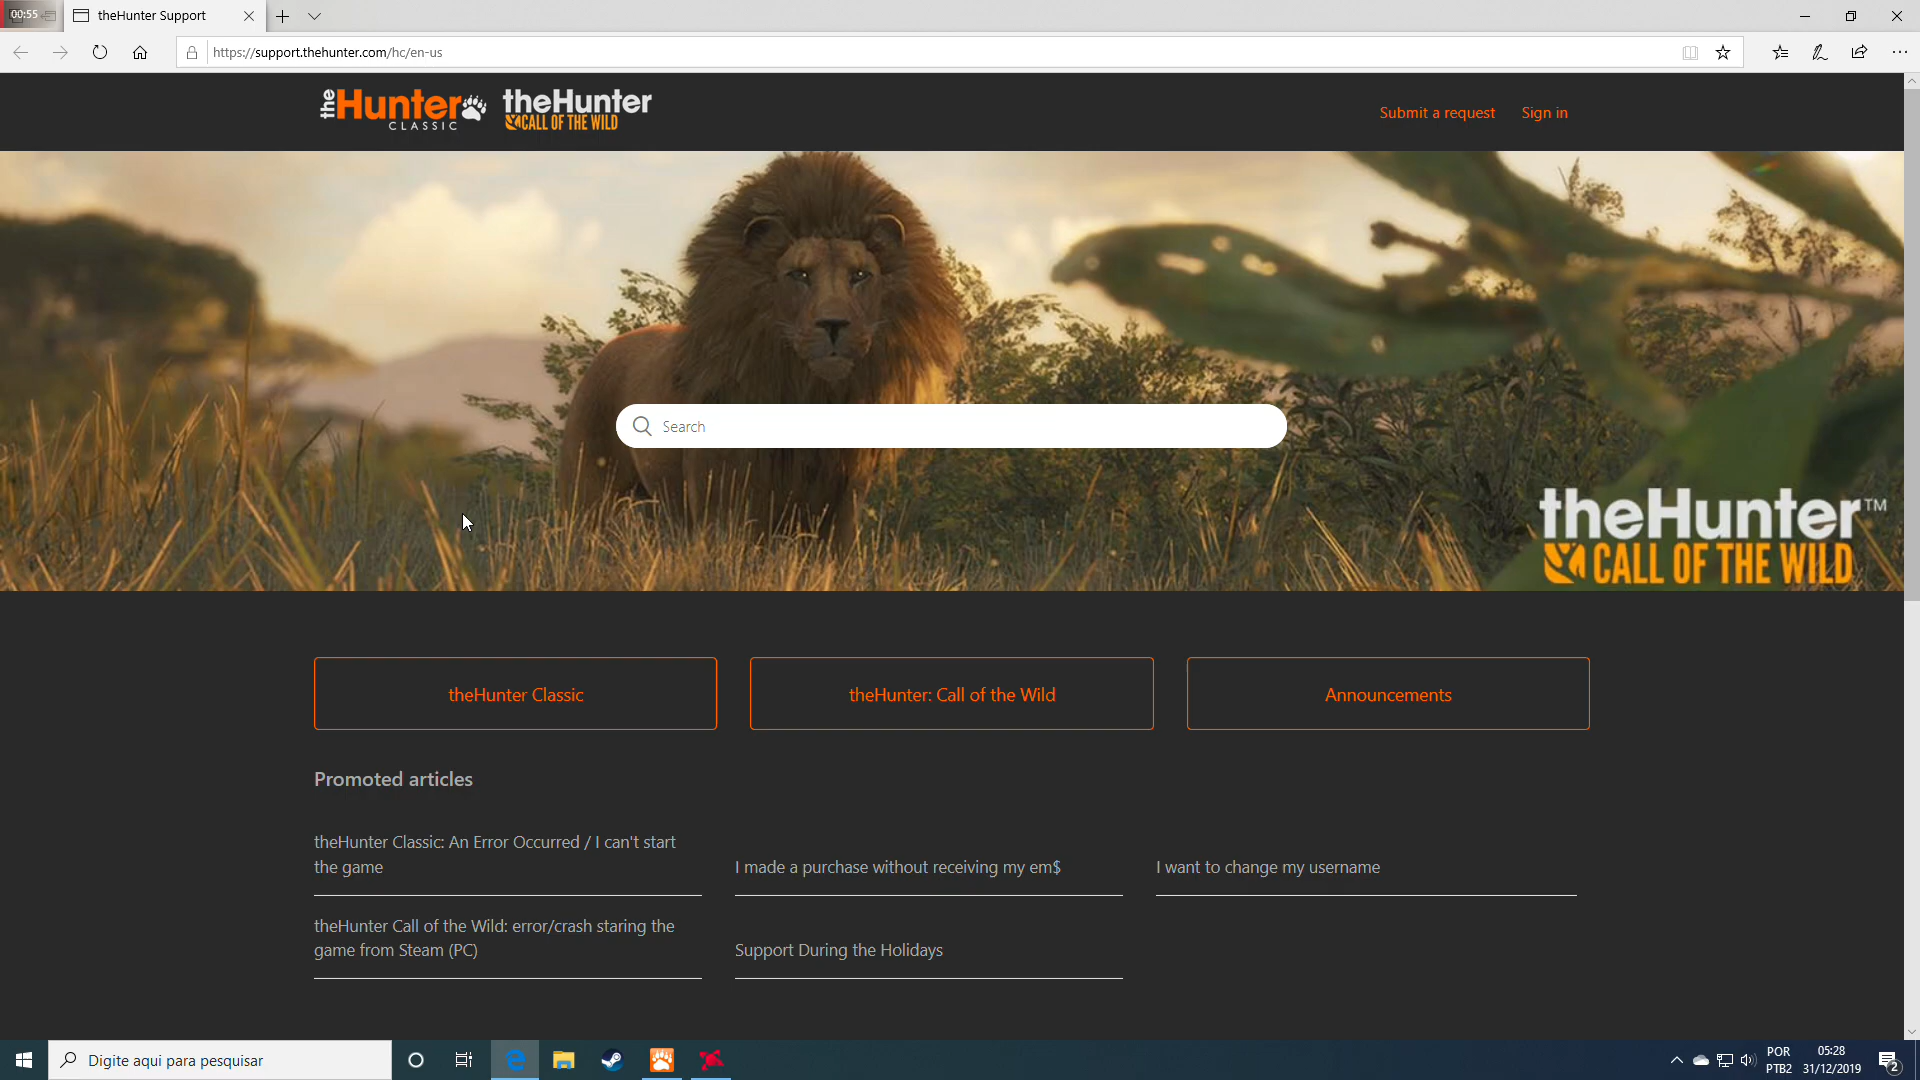 00:55
theHunter Support
https://support.thehunter.com/hc/en-us
theHunter CLASSIC
theHunter CALL OF THE WILD
Submit a request
Sign in
Search
theHunter™
CALL OF THE WILD
theHunter Classic
theHunter: Call of the Wild
Announcements
Promoted articles
theHunter Classic: An Error Occurred / I can't start
the game
I made a purchase without receiving my em$
I want to change my username
theHunter Call of the Wild: error/crash staring the
game from Steam (PC)
Support During the Holidays
Digite aqui para pesquisar
POR
PTB2
05:28
31/12/2019
2